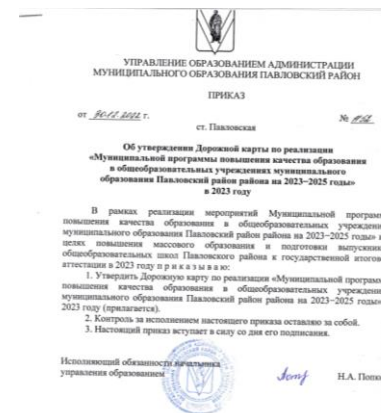 УПРАВЛЕНИЕ ОБРАЗОВАНИЕМ АДМИНИСТРАЦИИ
МУНИЦИПАЛЬНОГО ОБРАЗОВАНИЯ ПАВЛОВСКИЙ РАЙОН
ПРИКАЗ
от 30.12.2022 г. №
ст. Павловская
Об утверждении Дорожной карты по реализации
«Муниципальной программы повышения качества образования
в общеобразовательных учреждениях муниципального
образования Павловский район района на 2023−2025 годы»
в 2023 году
В рамках реализации мероприятий Муниципальной програм
повышения качества образования в общеобразовательных учрежден
муниципального образования Павловский район района на 2023−2025 годы»
целях повышения массового образования и подготовки выпускник
общеобразовательных школ Павловского района к государственной итогов
аттестации в 2023 году п р и к а з ы в а ю:
1. Утвердить Дорожную карту по реализации «Муниципальной програм
повышения качества образования в общеобразовательных учрежден
муниципального образования Павловский район района на 2023−2025 годы»
2023 году (прилагается).
2. Контроль за исполнением настоящего приказа оставляю за собой.
3. Настоящий приказ вступает в силу со дня его подписания.
Исполняющий обязанности начальника
управления образованием Н.А.